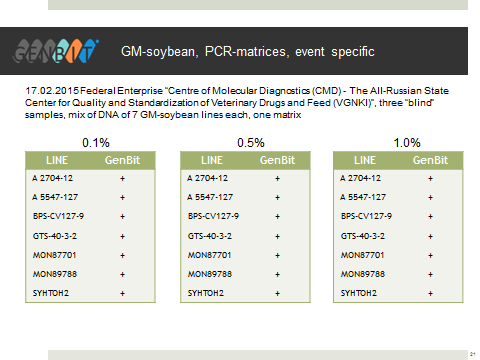 GENBIT
GM-soybean, PCR-matrices, event specific
17.02.2015 Federal Enterprise “Centre of Molecular Diagnostics (CMD) - The All-Russian State
Center for Quality and Standardization of Veterinary Drugs and Feed (VGNKI)”, three “blind”
samples, mix of DNA of 7 GM-soybean lines each, one matrix
0.1%
LINE GenBit
A 2704-12 +
A 5547-127 +
BPS-CV127-9 +
GTS-40-3-2 +
MON87701 +
MON89788 +
SYHTOH2 +
0.5%
LINE GenBit
A 2704-12 +
A 5547-127 +
BPS-CV127-9 +
GTS-40-3-2 +
MON87701 +
MON89788 +
SYHTOH2 +
1.0%
LINE GenBit
A 2704-12 +
A 5547-127 +
BPS-CV127-9 +
GTS-40-3-2 +
MON87701 +
MON89788 +
SYHTOH2 +
21